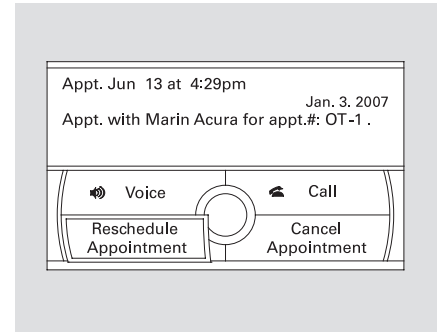 Appt. Jun 13 at 4:29pm
Jan. 3. 2007
Appt. with Marin Acura for appt.#: OT-1 .
Voice
Call
Reschedule
Appointment
Cancel
Appointment